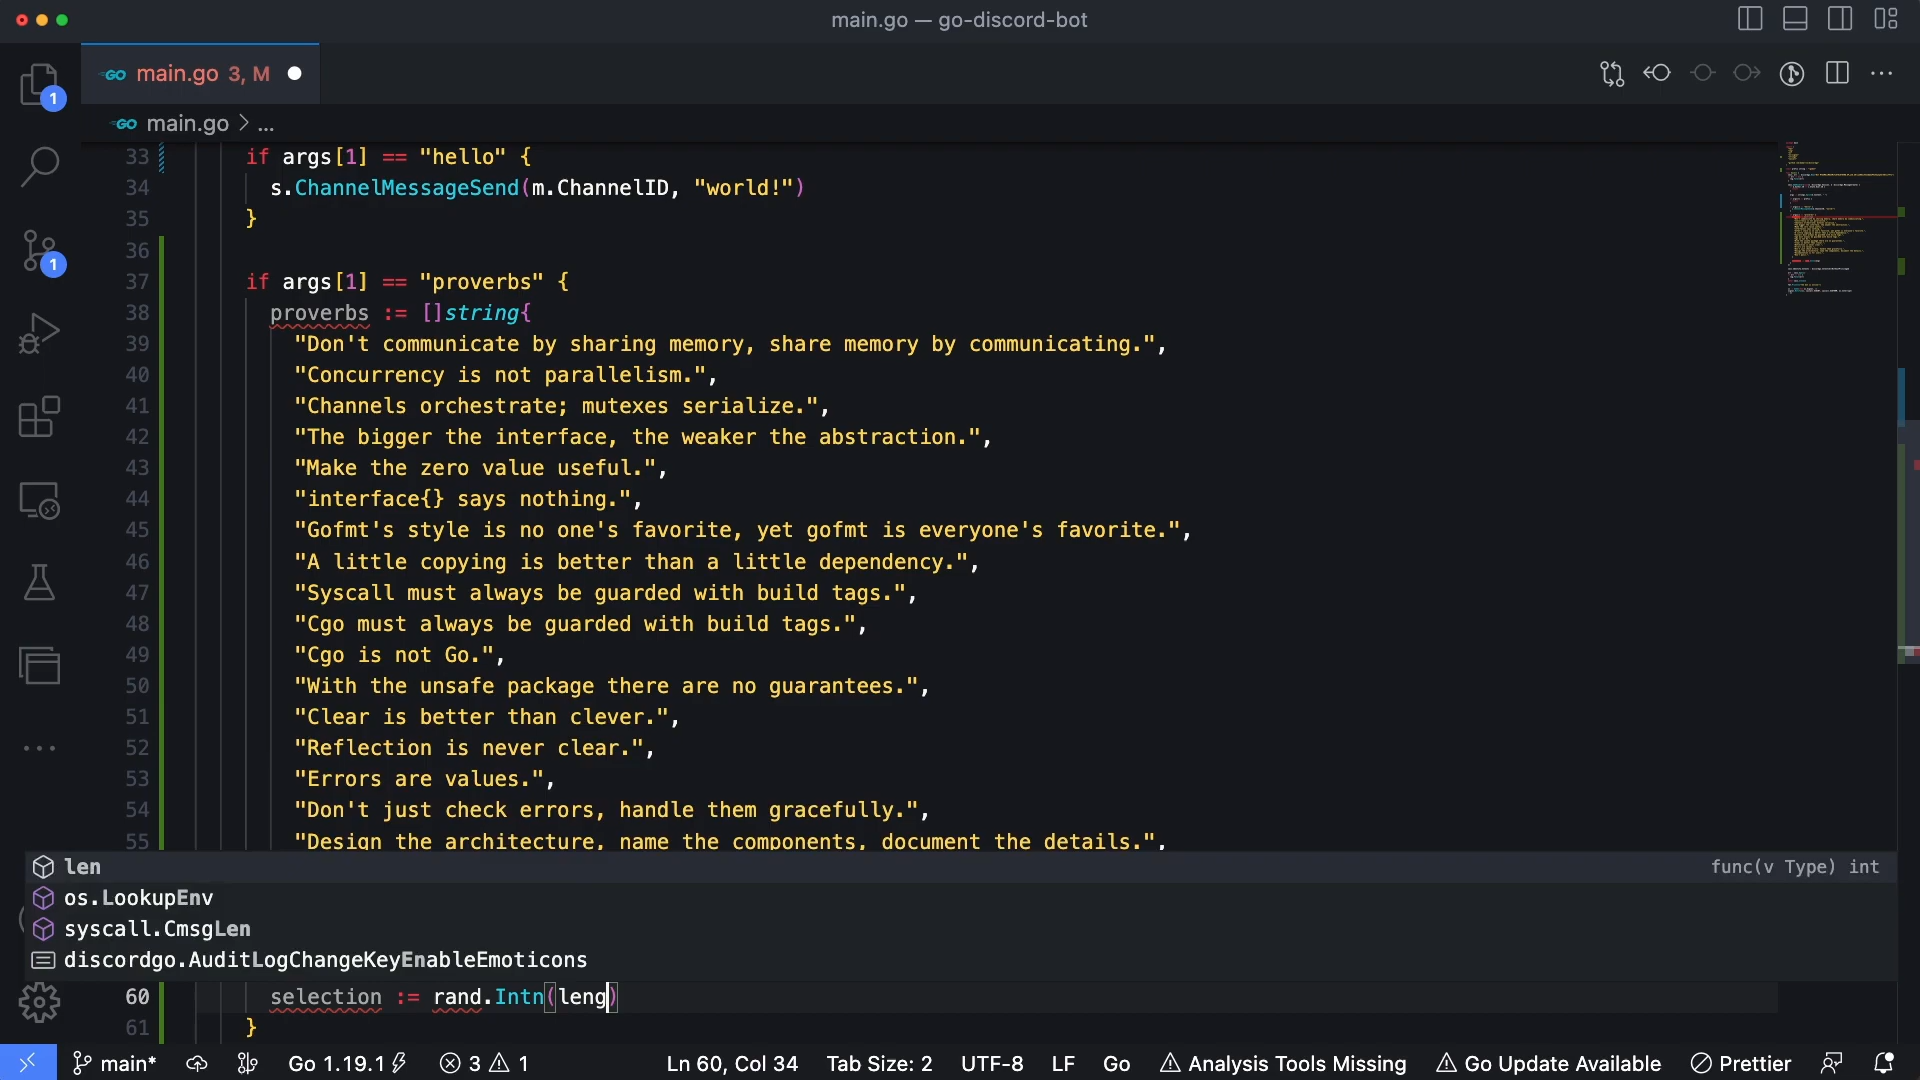 main.go — go-discord-bot
GO main.go 3, M
1
GO main.go > ...
33 if args[1] == "hello" {
34 s.ChannelMessageSend(m.ChannelID, "world!")
35 }
36
1
37 if args[1] == "proverbs" {
38 proverbs := []string{
39 "Don't communicate by sharing memory, share memory by communicating.",
40 "Concurrency is not parallelism.",
41 "Channels orchestrate; mutexes serialize.",
42 "The bigger the interface, the weaker the abstraction.",
43 "Make the zero value useful.",
44 "interface{} says nothing.",
45 "Gofmt's style is no one's favorite, yet gofmt is everyone's favorite.",
46 "A little copying is better than a little dependency.",
47 "Syscall must always be guarded with build tags.",
48 "Cgo must always be guarded with build tags.",
49 "Cgo is not Go.",
50 "With the unsafe package there are no guarantees.",
51 "Clear is better than clever.",
52 "Reflection is never clear.",
53 "Errors are values.",
54 "Don't just check errors, handle them gracefully.",
55 "Design the architecture, name the components, document the details.",
len func(v Type) int
os.LookupEnv
syscall.CmsgLen
discordgo.AuditLogChangeKeyEnableEmoticons
60 selection := rand.Intn(leng)
61 }
main* Go 1.19.1 3 1 Ln 60, Col 34 Tab Size: 2 UTF-8 LF Go Analysis Tools Missing Go Update Available Prettier